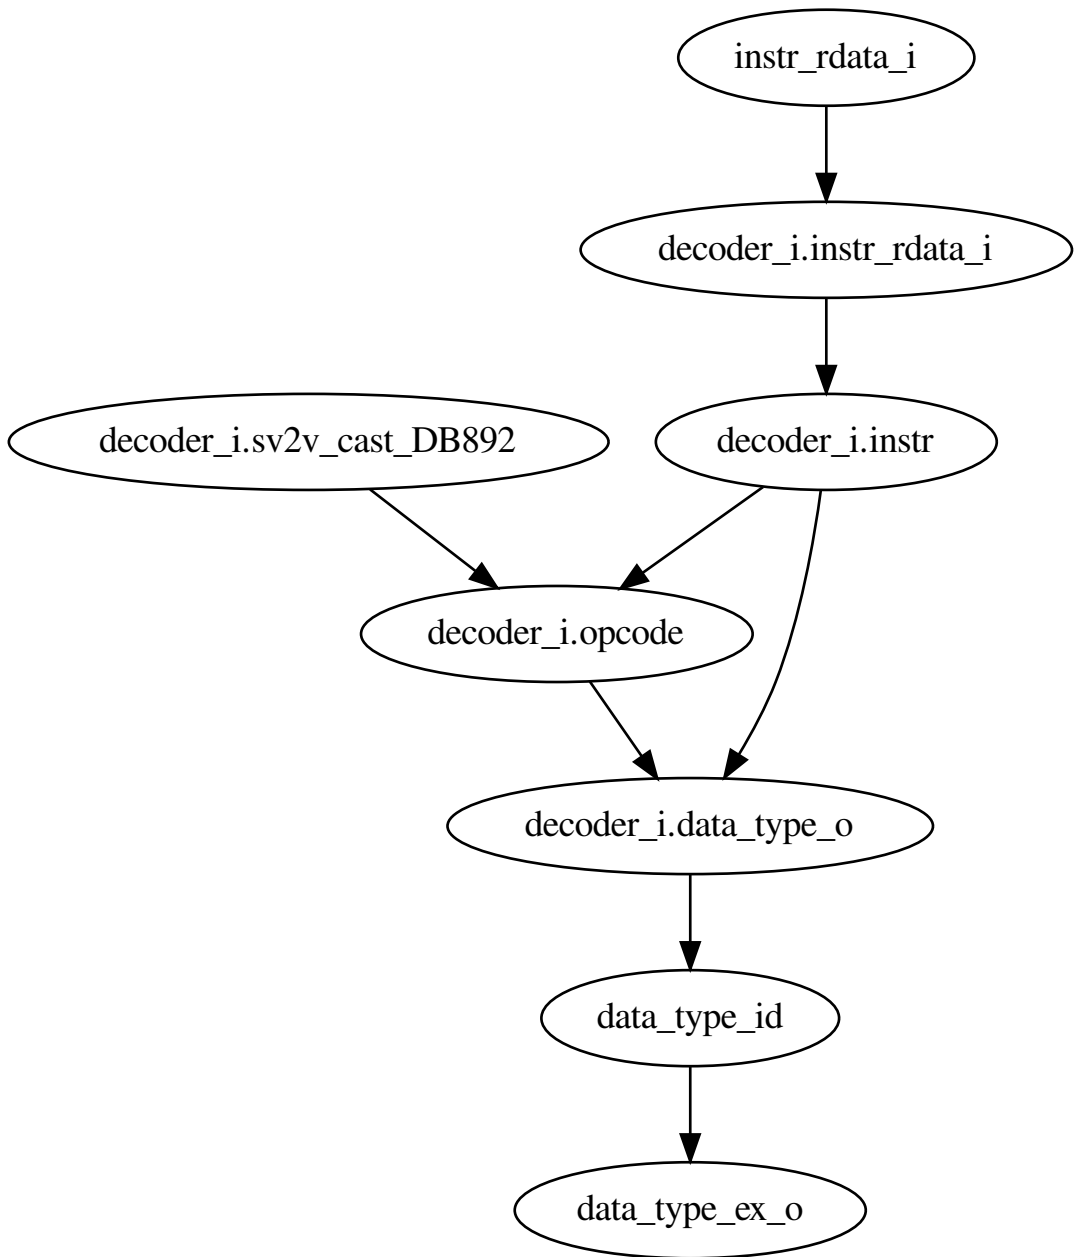 instr_rdata_i
decoder_i.instr_rdata_i
decoder_i.sv2v_cast_DB892
decoder_i.instr
decoder_i.opcode
decoder_i.data_type_o
data_type_id
data_type_ex_o